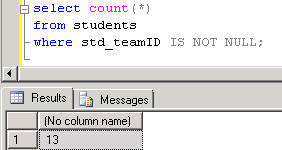 select count(*)
from students
where std_teamID IS NOT NULL;
Results Messages
(No column name)
1 13